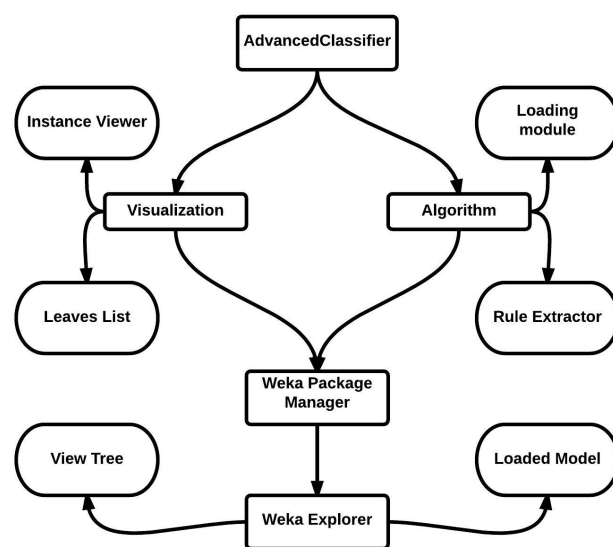 AdvancedClassifier
Instance Viewer
Loading
module
Visualization
Algorithm
Leaves List
Rule Extractor
Weka Package
Manager
View Tree
Loaded Model
Weka Explorer